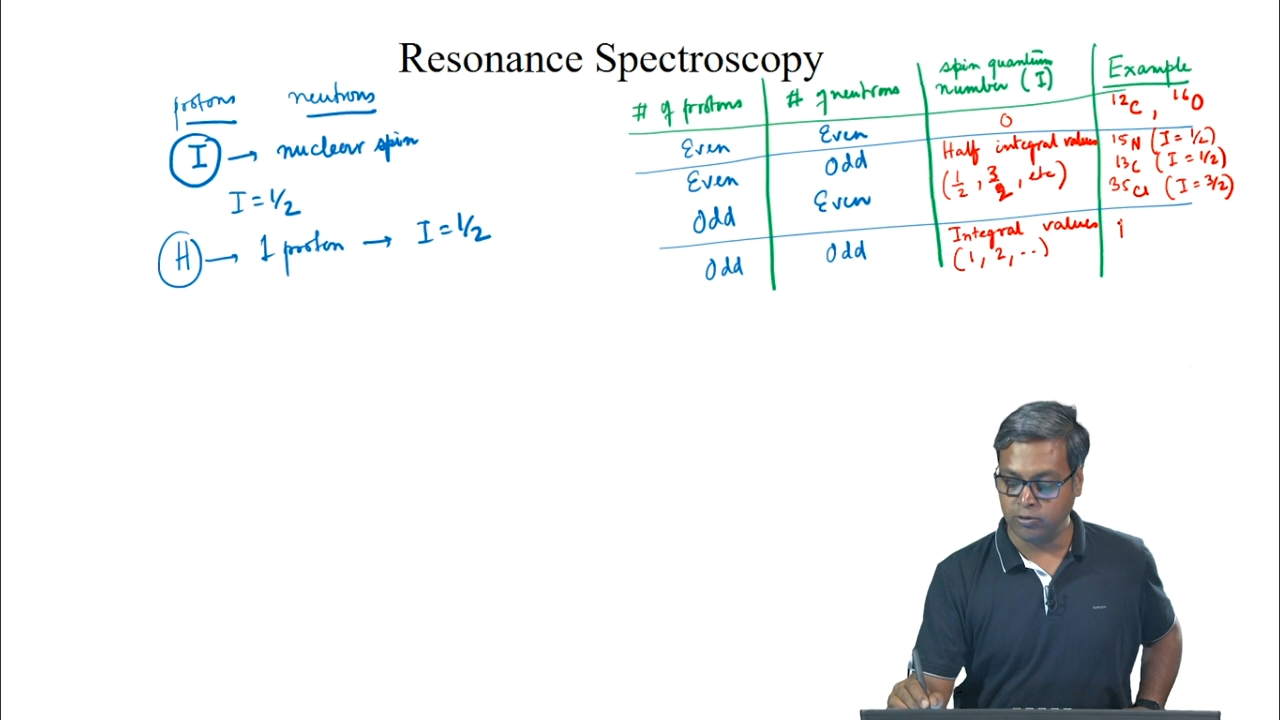 Resonance Spectroscopy
protons neutrons
I → nuclear spin
I = 1/2
H → 1 proton → I = 1/2
# of protons # of neutrons spin quantum number (I) Example
Even Even 0 ¹²C, ¹⁶O
Even Odd Half integral values (1/2, 3/2, etc) ¹⁵N (I = 1/2)
Odd Even ¹³C (I = 1/2)
³⁵Cl (I = 3/2)
Odd Odd Integral values (1, 2, ..)